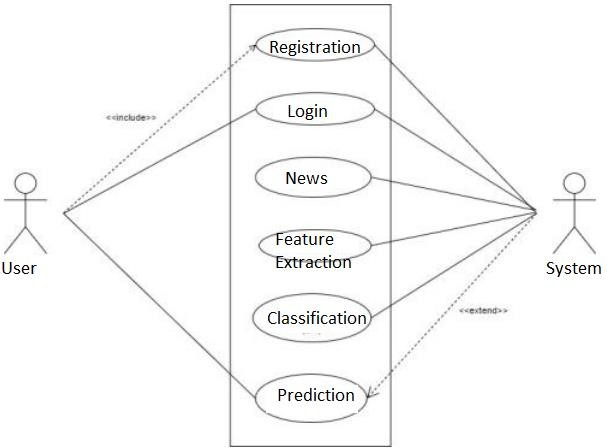 Registration
<<include>>
Login
News
Feature
Extraction
User
System
Classification
<<extend>>
Prediction